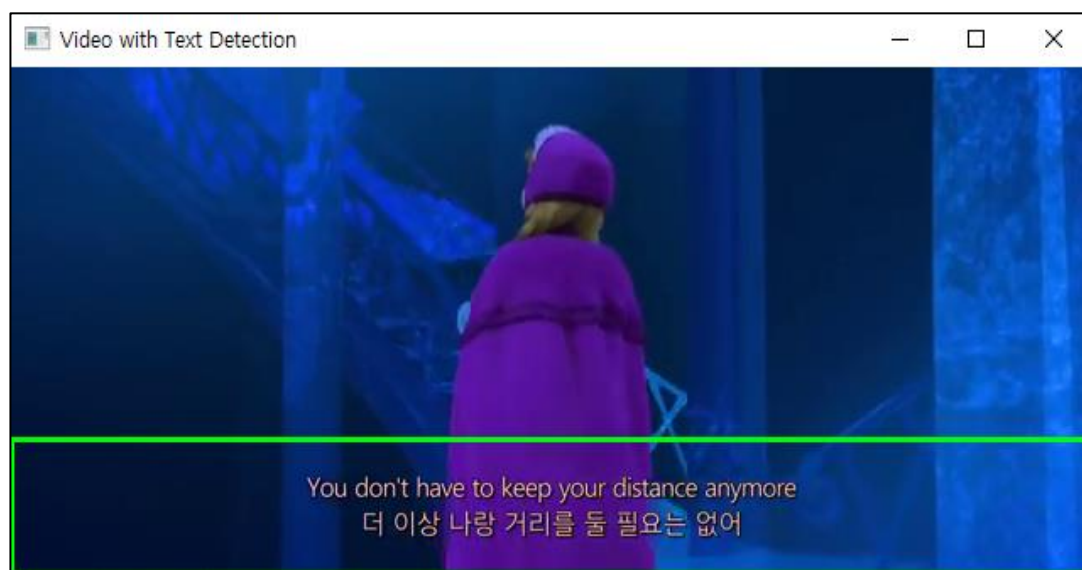 Video with Text Detection
You don't have to keep your distance anymore
더 이상 나랑 거리를 둘 필요는 없어